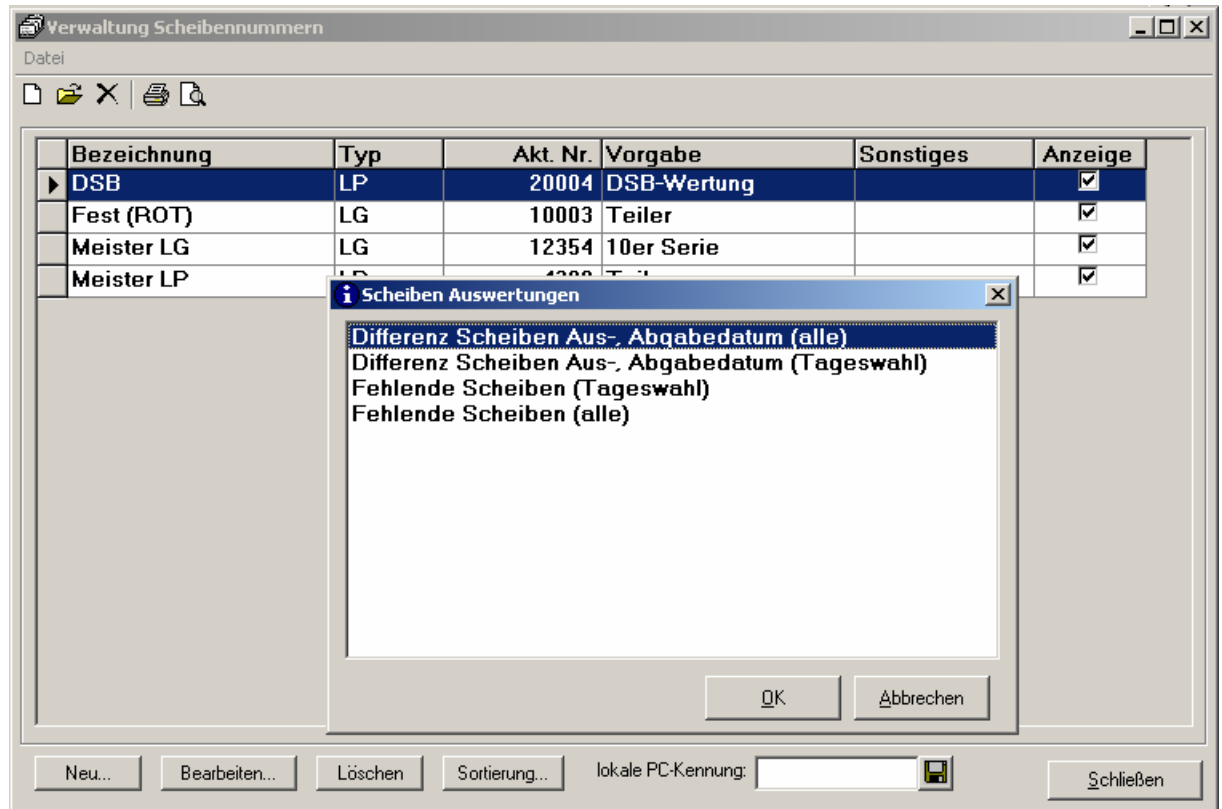 Verwaltung Scheibennummern
Datei
Bezeichnung Typ Akt. Nr. Vorgabe Sonstiges Anzeige
DSB LP 20004 DSB-Wertung
Fest (ROT) LG 10003 Teiler
Meister LG LG 12354 10er Serie
Meister LP
Scheiben Auswertungen
Differenz Scheiben Aus-, Abgabedatum (alle)
Differenz Scheiben Aus-, Abgabedatum (Tageswahl)
Fehlende Scheiben (Tageswahl)
Fehlende Scheiben (alle)
OK Abbrechen
Neu... Bearbeiten... Löschen Sortierung... lokale PC-Kennung: Schließen